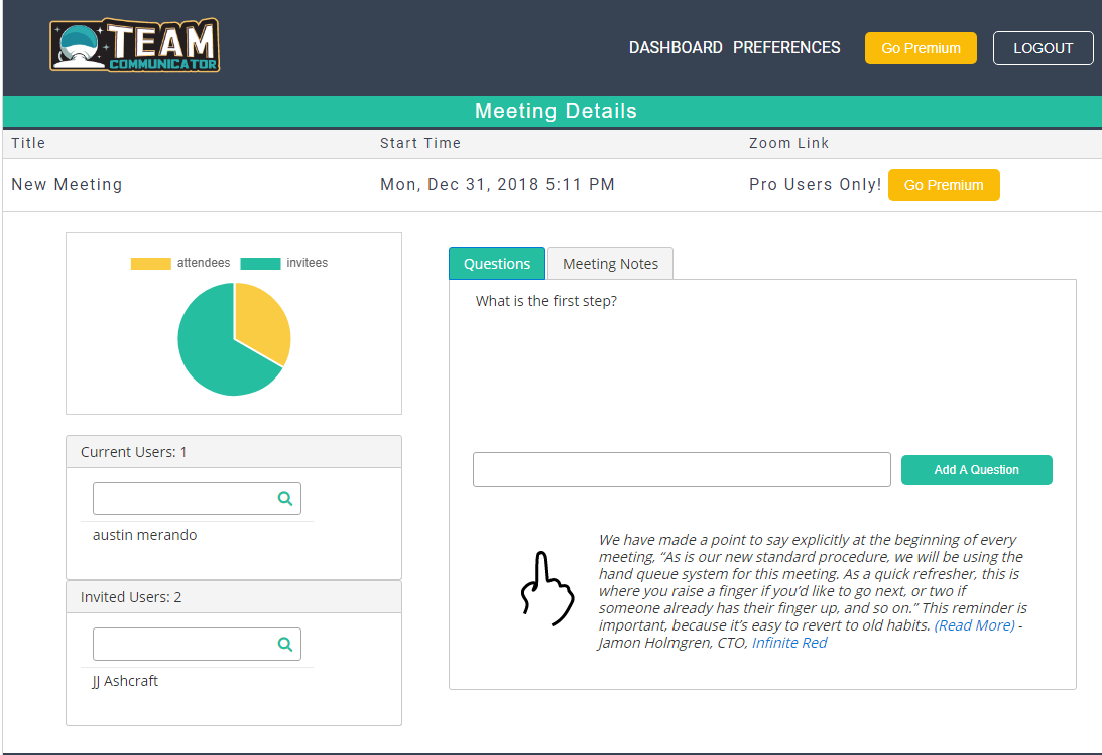 TEAM
COMMUNICATOR
DASHBOARD PREFERENCES Go Premium LOGOUT
Meeting Details
Title Start Time Zoom Link
New Meeting Mon, Dec 31, 2018 5:11 PM Pro Users Only! Go Premium
attendees invitees
Current Users: 1
austin merando
Invited Users: 2
JJ Ashcraft
Questions Meeting Notes
What is the first step?
Add A Question
We have made a point to say explicitly at the beginning of every
meeting, “As is our new standard procedure, we will be using the
hand queue system for this meeting. As a quick refresher, this is
where you raise a finger if you’d like to go next, or two if
someone already has their finger up, and so on.” This reminder is
important, because it’s easy to revert to old habits. (Read More) -
Jamon Holmgren, CTO, Infinite Red